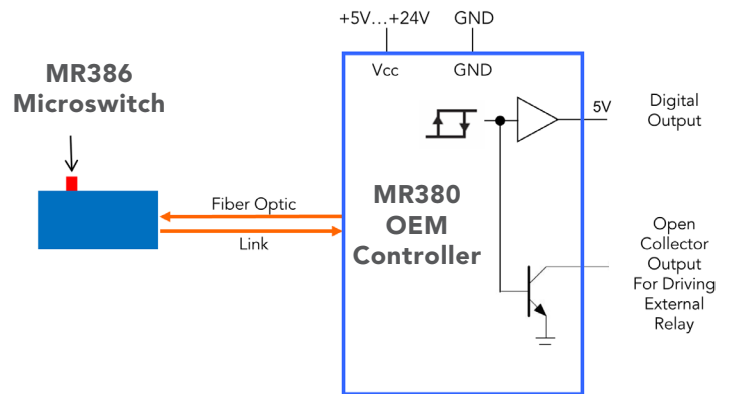 +5V...+24V
GND
Vcc
GND
MR386
Microswitch
5V
Digital
Output
Fiber Optic
Link
MR380
OEM
Controller
Open
Collector
Output
For Driving
External
Relay